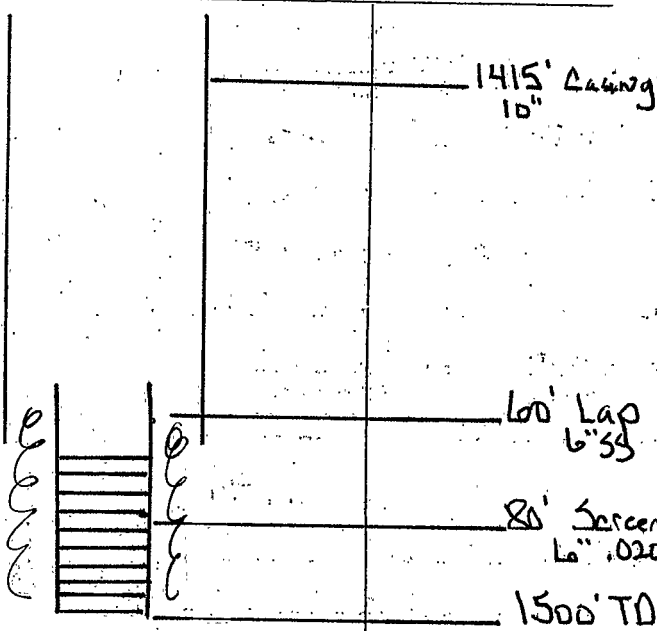 1415' Casing
10"
60' Lap
6" SS
80' Screen
6" .020
1500' TD